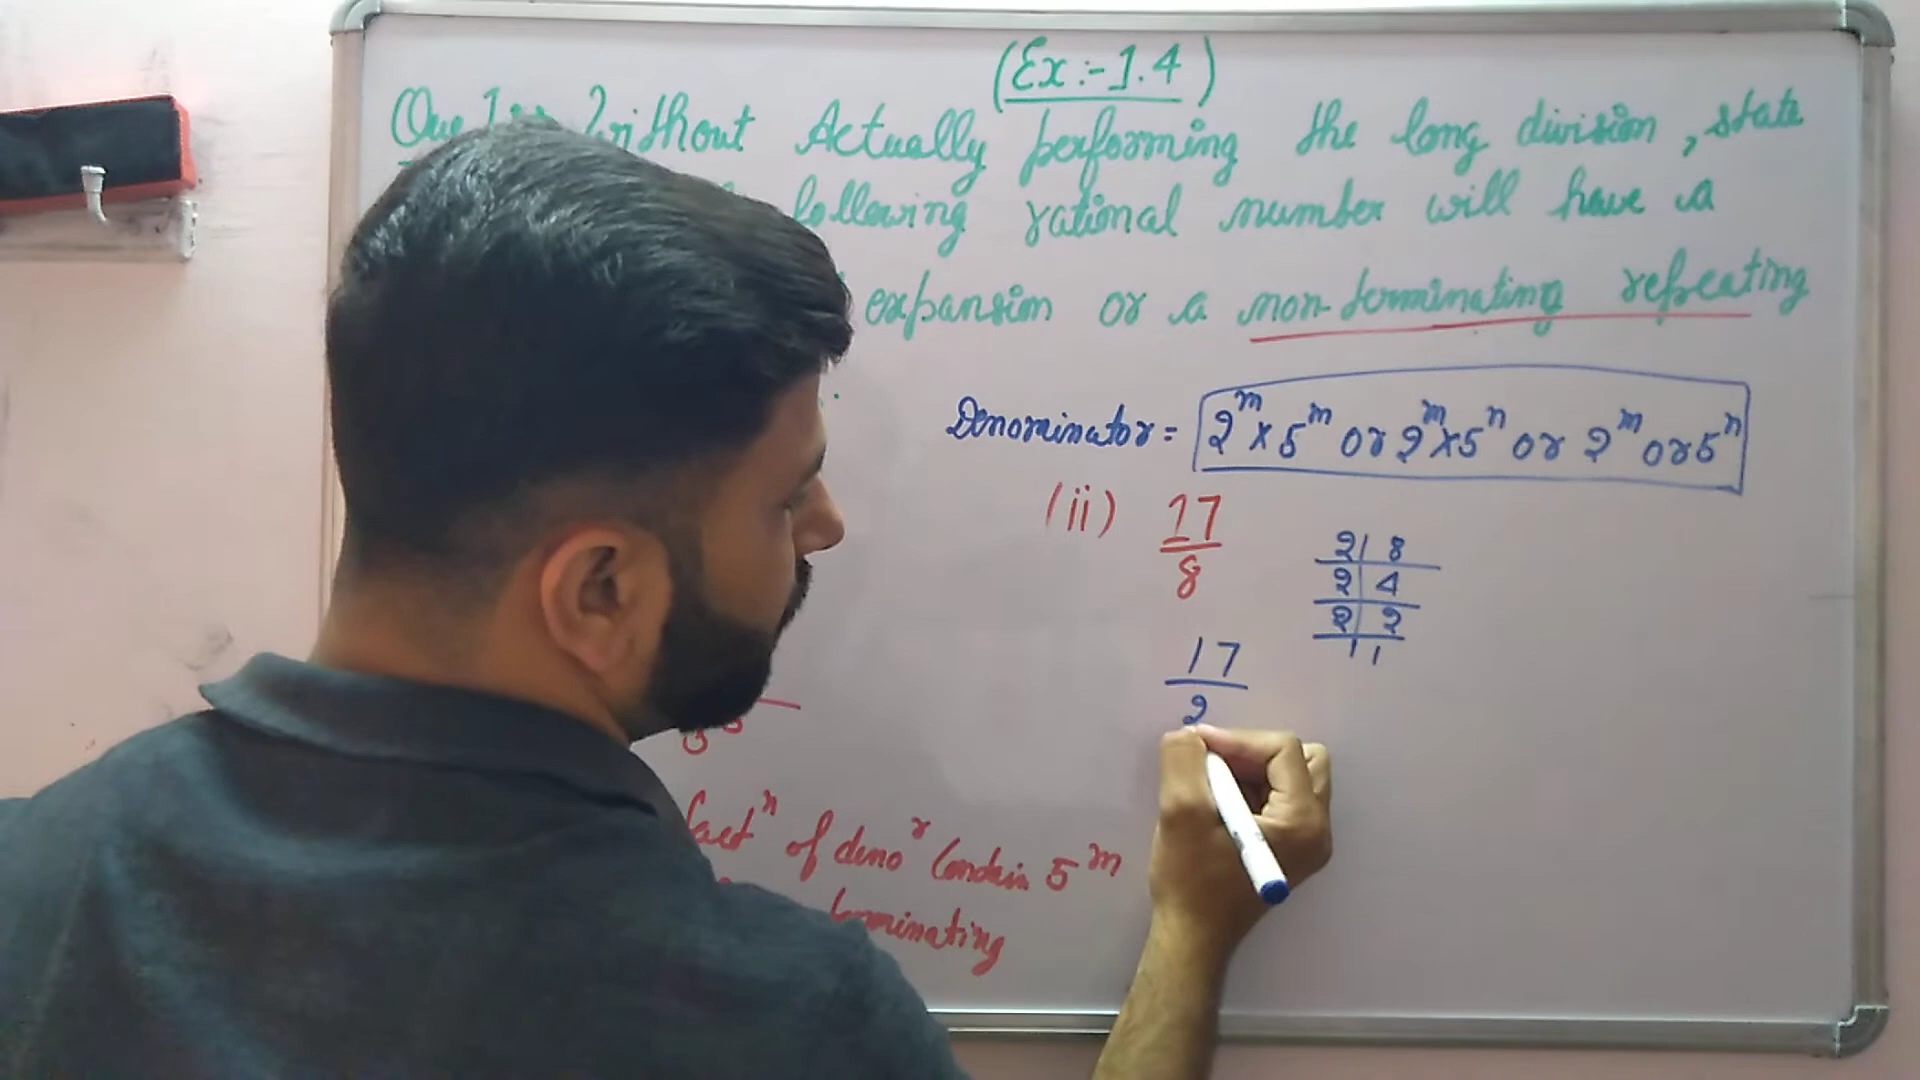 (Ex:-1.4)
Without Actually performing the long division, state
following rational number will have a
expansion or a non-terminating repeating
Denominator = 2^m x 5^m or 2^m x 5^n or 2^m or 5^n
(ii) 17/8
2 | 8
2 | 4
2 | 2
1
17/2
5
fact^n of deno^r Contain 5^m
terminating